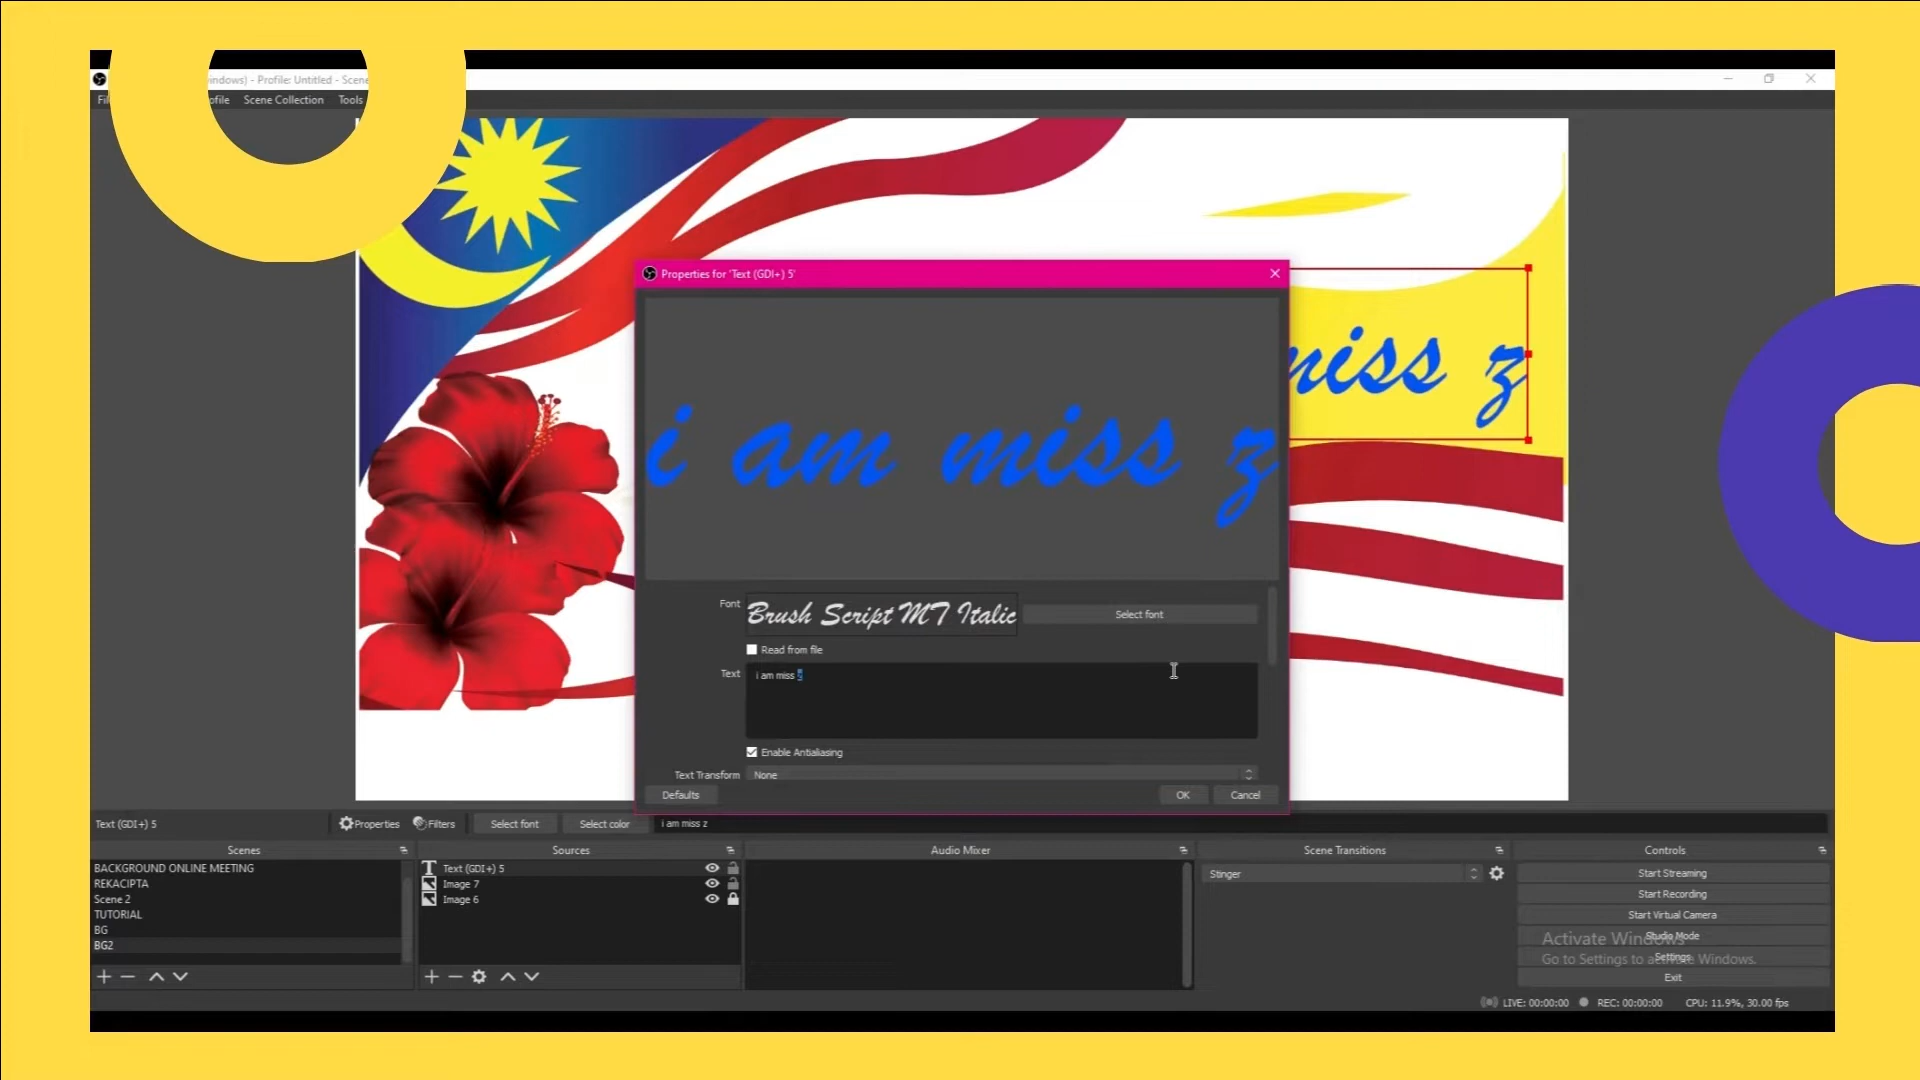 indows) - Profile: Untitled - Scene
Scene Collection Tools
niss z
Properties for 'Text (GDI+) 5'
i am miss z
Font
Brush Script MT Italic
Select font
Read from file
Text
i am miss z
Enable Antialiasing
Text Transform
None
Defaults
OK
Cancel
Text (GDI+) 5
Properties
Filters
Select font
Select color
i am miss z
Scenes
Sources
Audio Mixer
Scene Transitions
Controls
BACKGROUND ONLINE MEETING
REKACIPTA
Scene 2
TUTORIAL
BG
BG2
Text (GDI+) 5
Image 7
Image 6
Stinger
Start Streaming
Start Recording
Start Virtual Camera
Studio Mode
Settings
Exit
Activate Windows
Go to Settings to activate Windows.
LIVE: 00:00:00
REC: 00:00:00
CPU: 11.9%, 30.00 fps